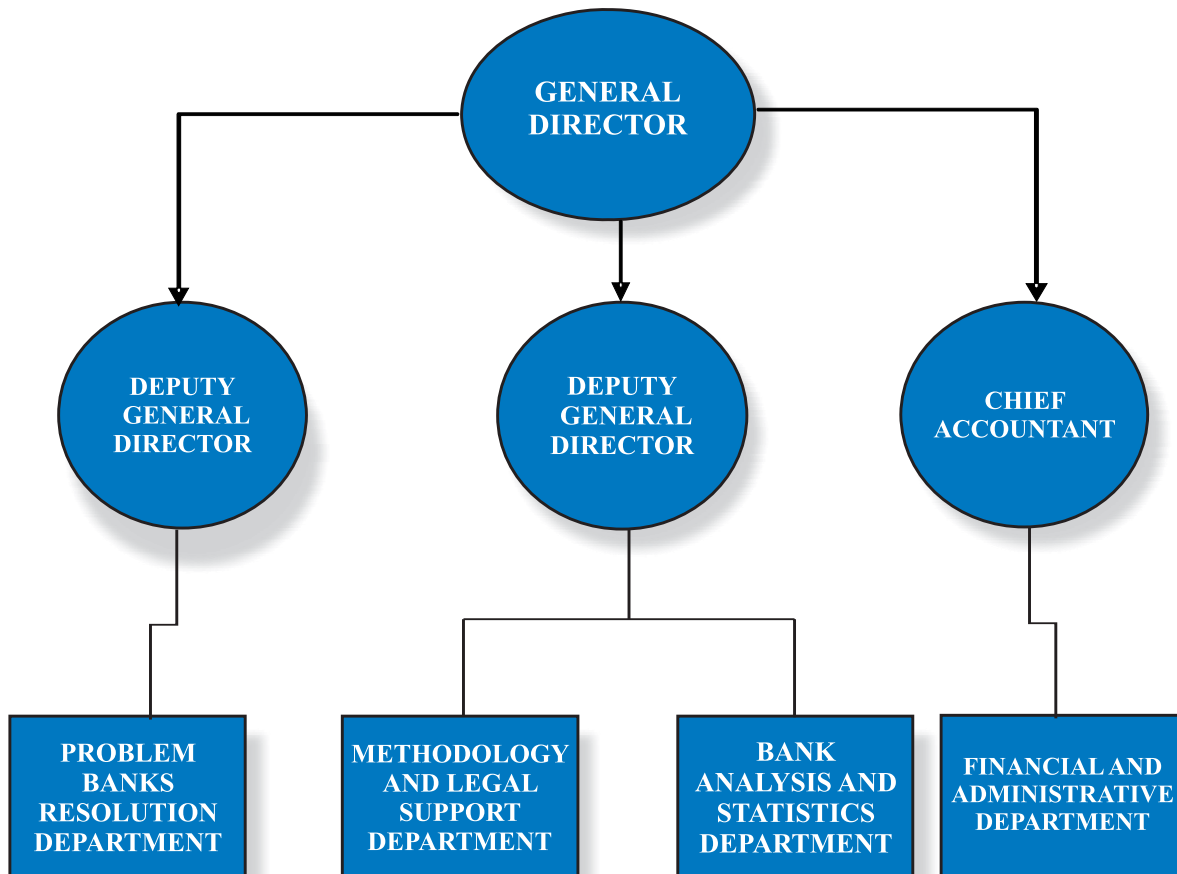 GENERAL
DIRECTOR
DEPUTY
GENERAL
DIRECTOR
DEPUTY
GENERAL
DIRECTOR
CHIEF
ACCOUNTANT
PROBLEM
BANKS
RESOLUTION
DEPARTMENT
METHODOLOGY
AND LEGAL
SUPPORT
DEPARTMENT
BANK
ANALYSIS AND
STATISTICS
DEPARTMENT
FINANCIAL AND
ADMINISTRATIVE
DEPARTMENT